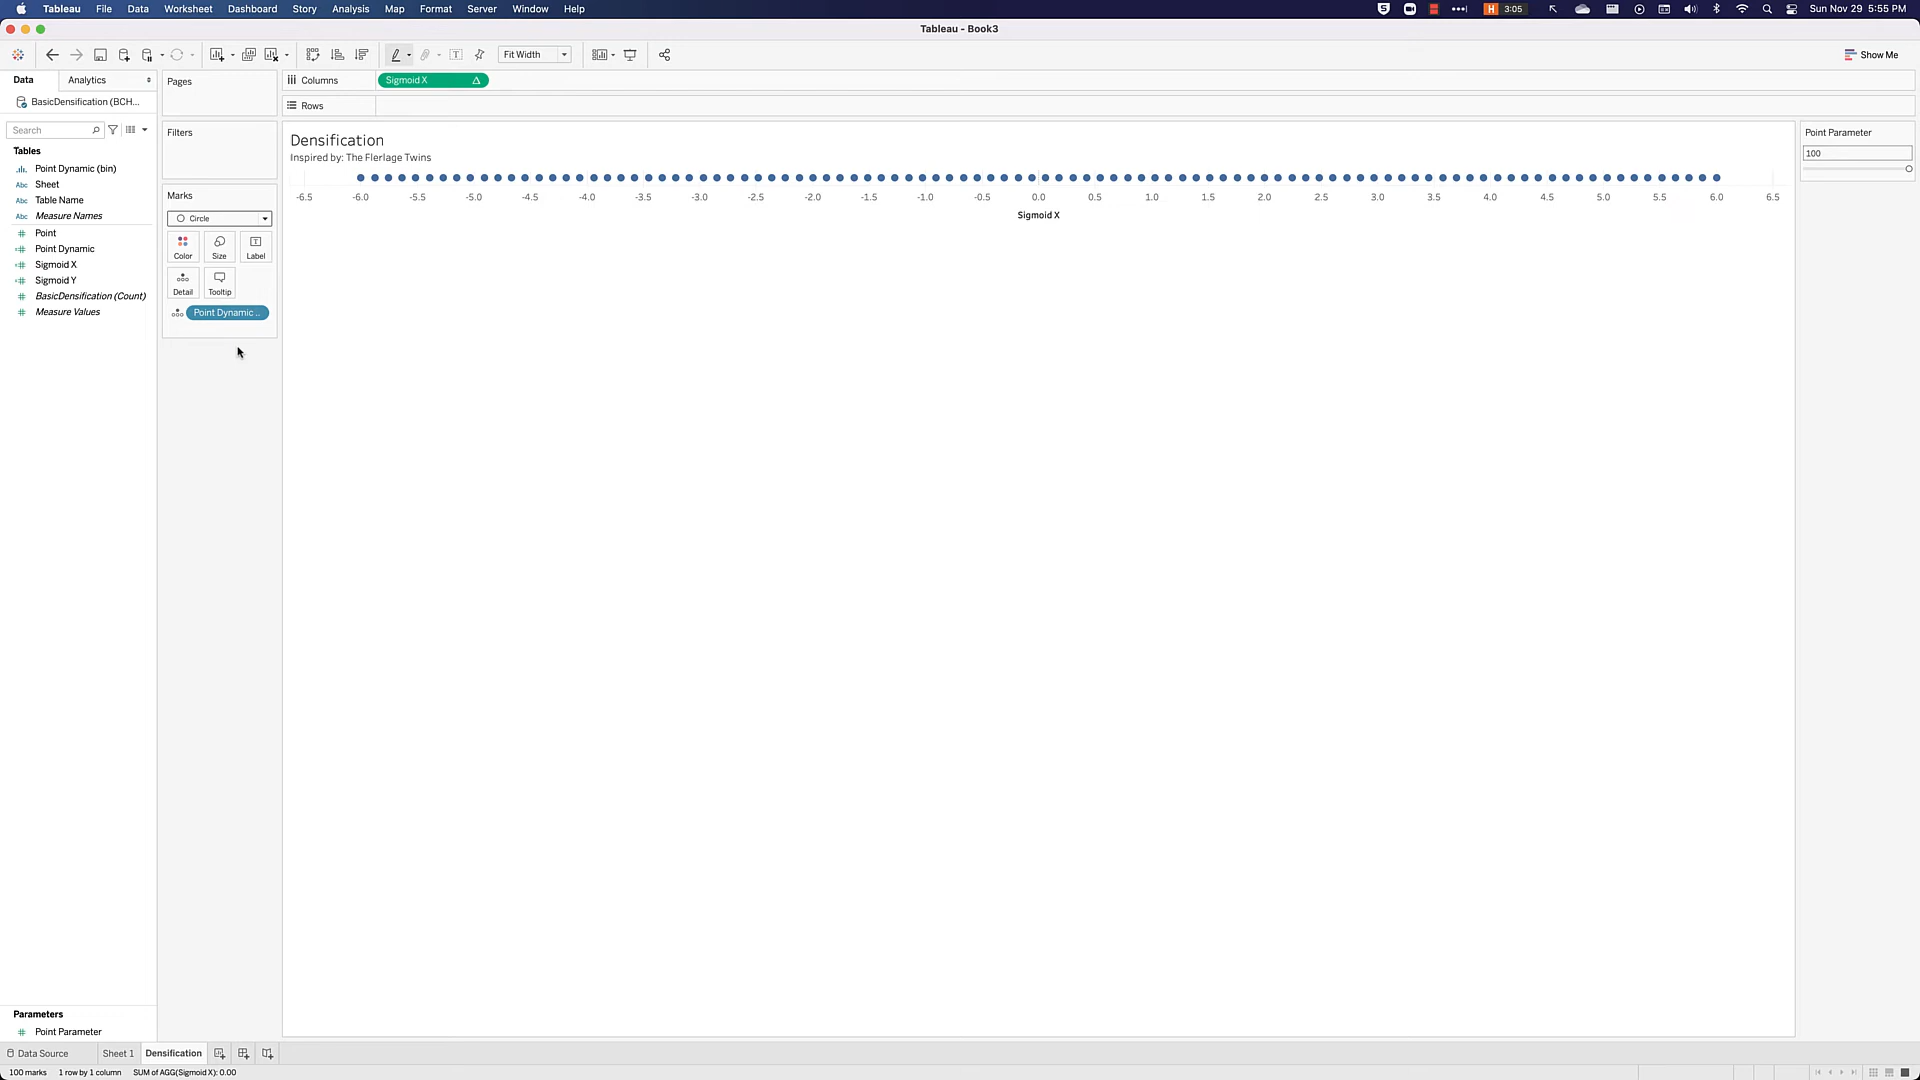 Tableau File Data Worksheet Dashboard Story Analysis Map Format Server Window Help
H 3:05 Sun Nov 29 5:55 PM
Tableau - Book3
Fit Width Show Me
Data Analytics Pages Columns Sigmoid X
BasicDensification (BCH...
Rows
Search
Filters
Point Parameter
100
Tables
Point Dynamic (bin)
Abc Sheet
Abc Table Name
Abc Measure Names
Point
Point Dynamic
Sigmoid X
Sigmoid Y
BasicDensification (Count)
Measure Values
Marks
Circle
Color Size Label
Detail Tooltip
Point Dynamic ..
Densification
Inspired by: The Flerlage Twins
-6.5 -6.0 -5.5 -5.0 -4.5 -4.0 -3.5 -3.0 -2.5 -2.0 -1.5 -1.0 -0.5 0.0 0.5 1.0 1.5 2.0 2.5 3.0 3.5 4.0 4.5 5.0 5.5 6.0 6.5
Sigmoid X
Parameters
Point Parameter
Data Source Sheet 1 Densification
100 marks 1 row by 1 column SUM of AGG(Sigmoid X): 0.00